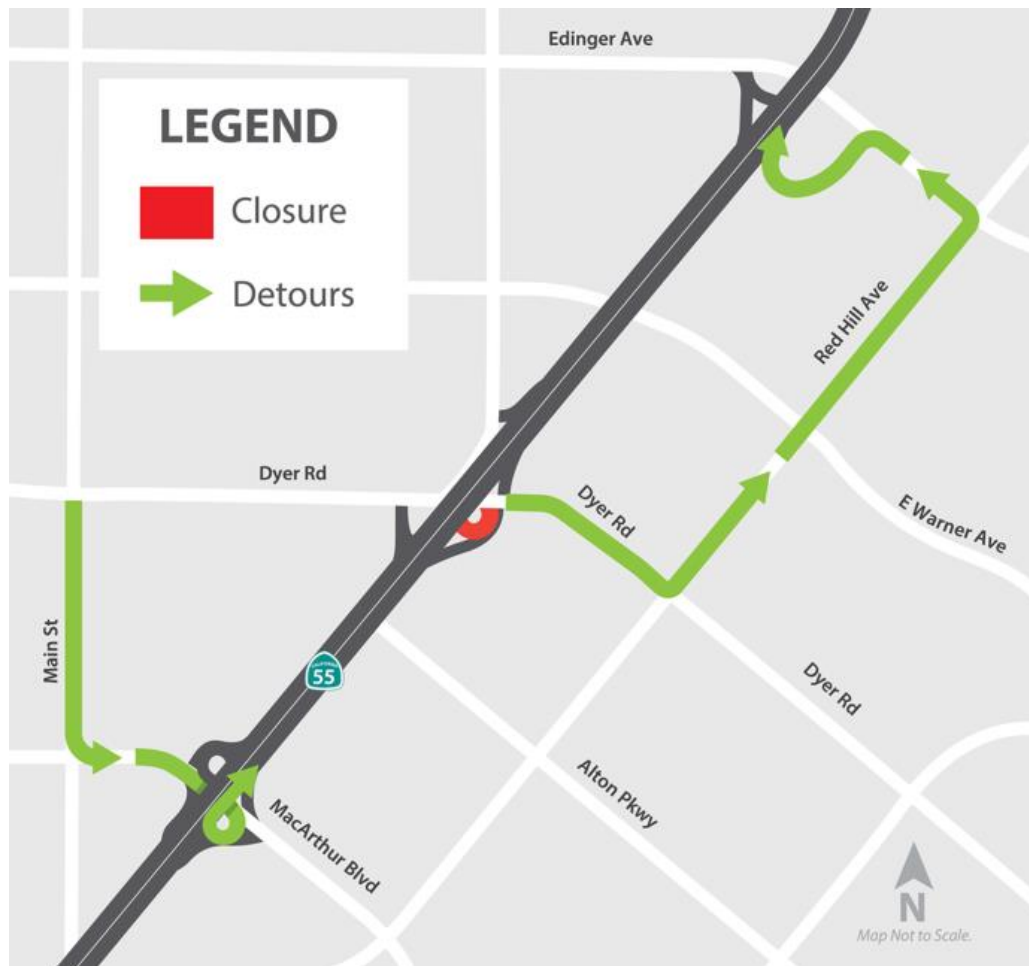 Edinger Ave
LEGEND
Closure
Detours
Red Hill Ave
Dyer Rd
Dyer Rd
E Warner Ave
Main St
CALIFORNIA
55
Dyer Rd
Alton Pkwy
MacArthur Blvd
N
Map Not to Scale.